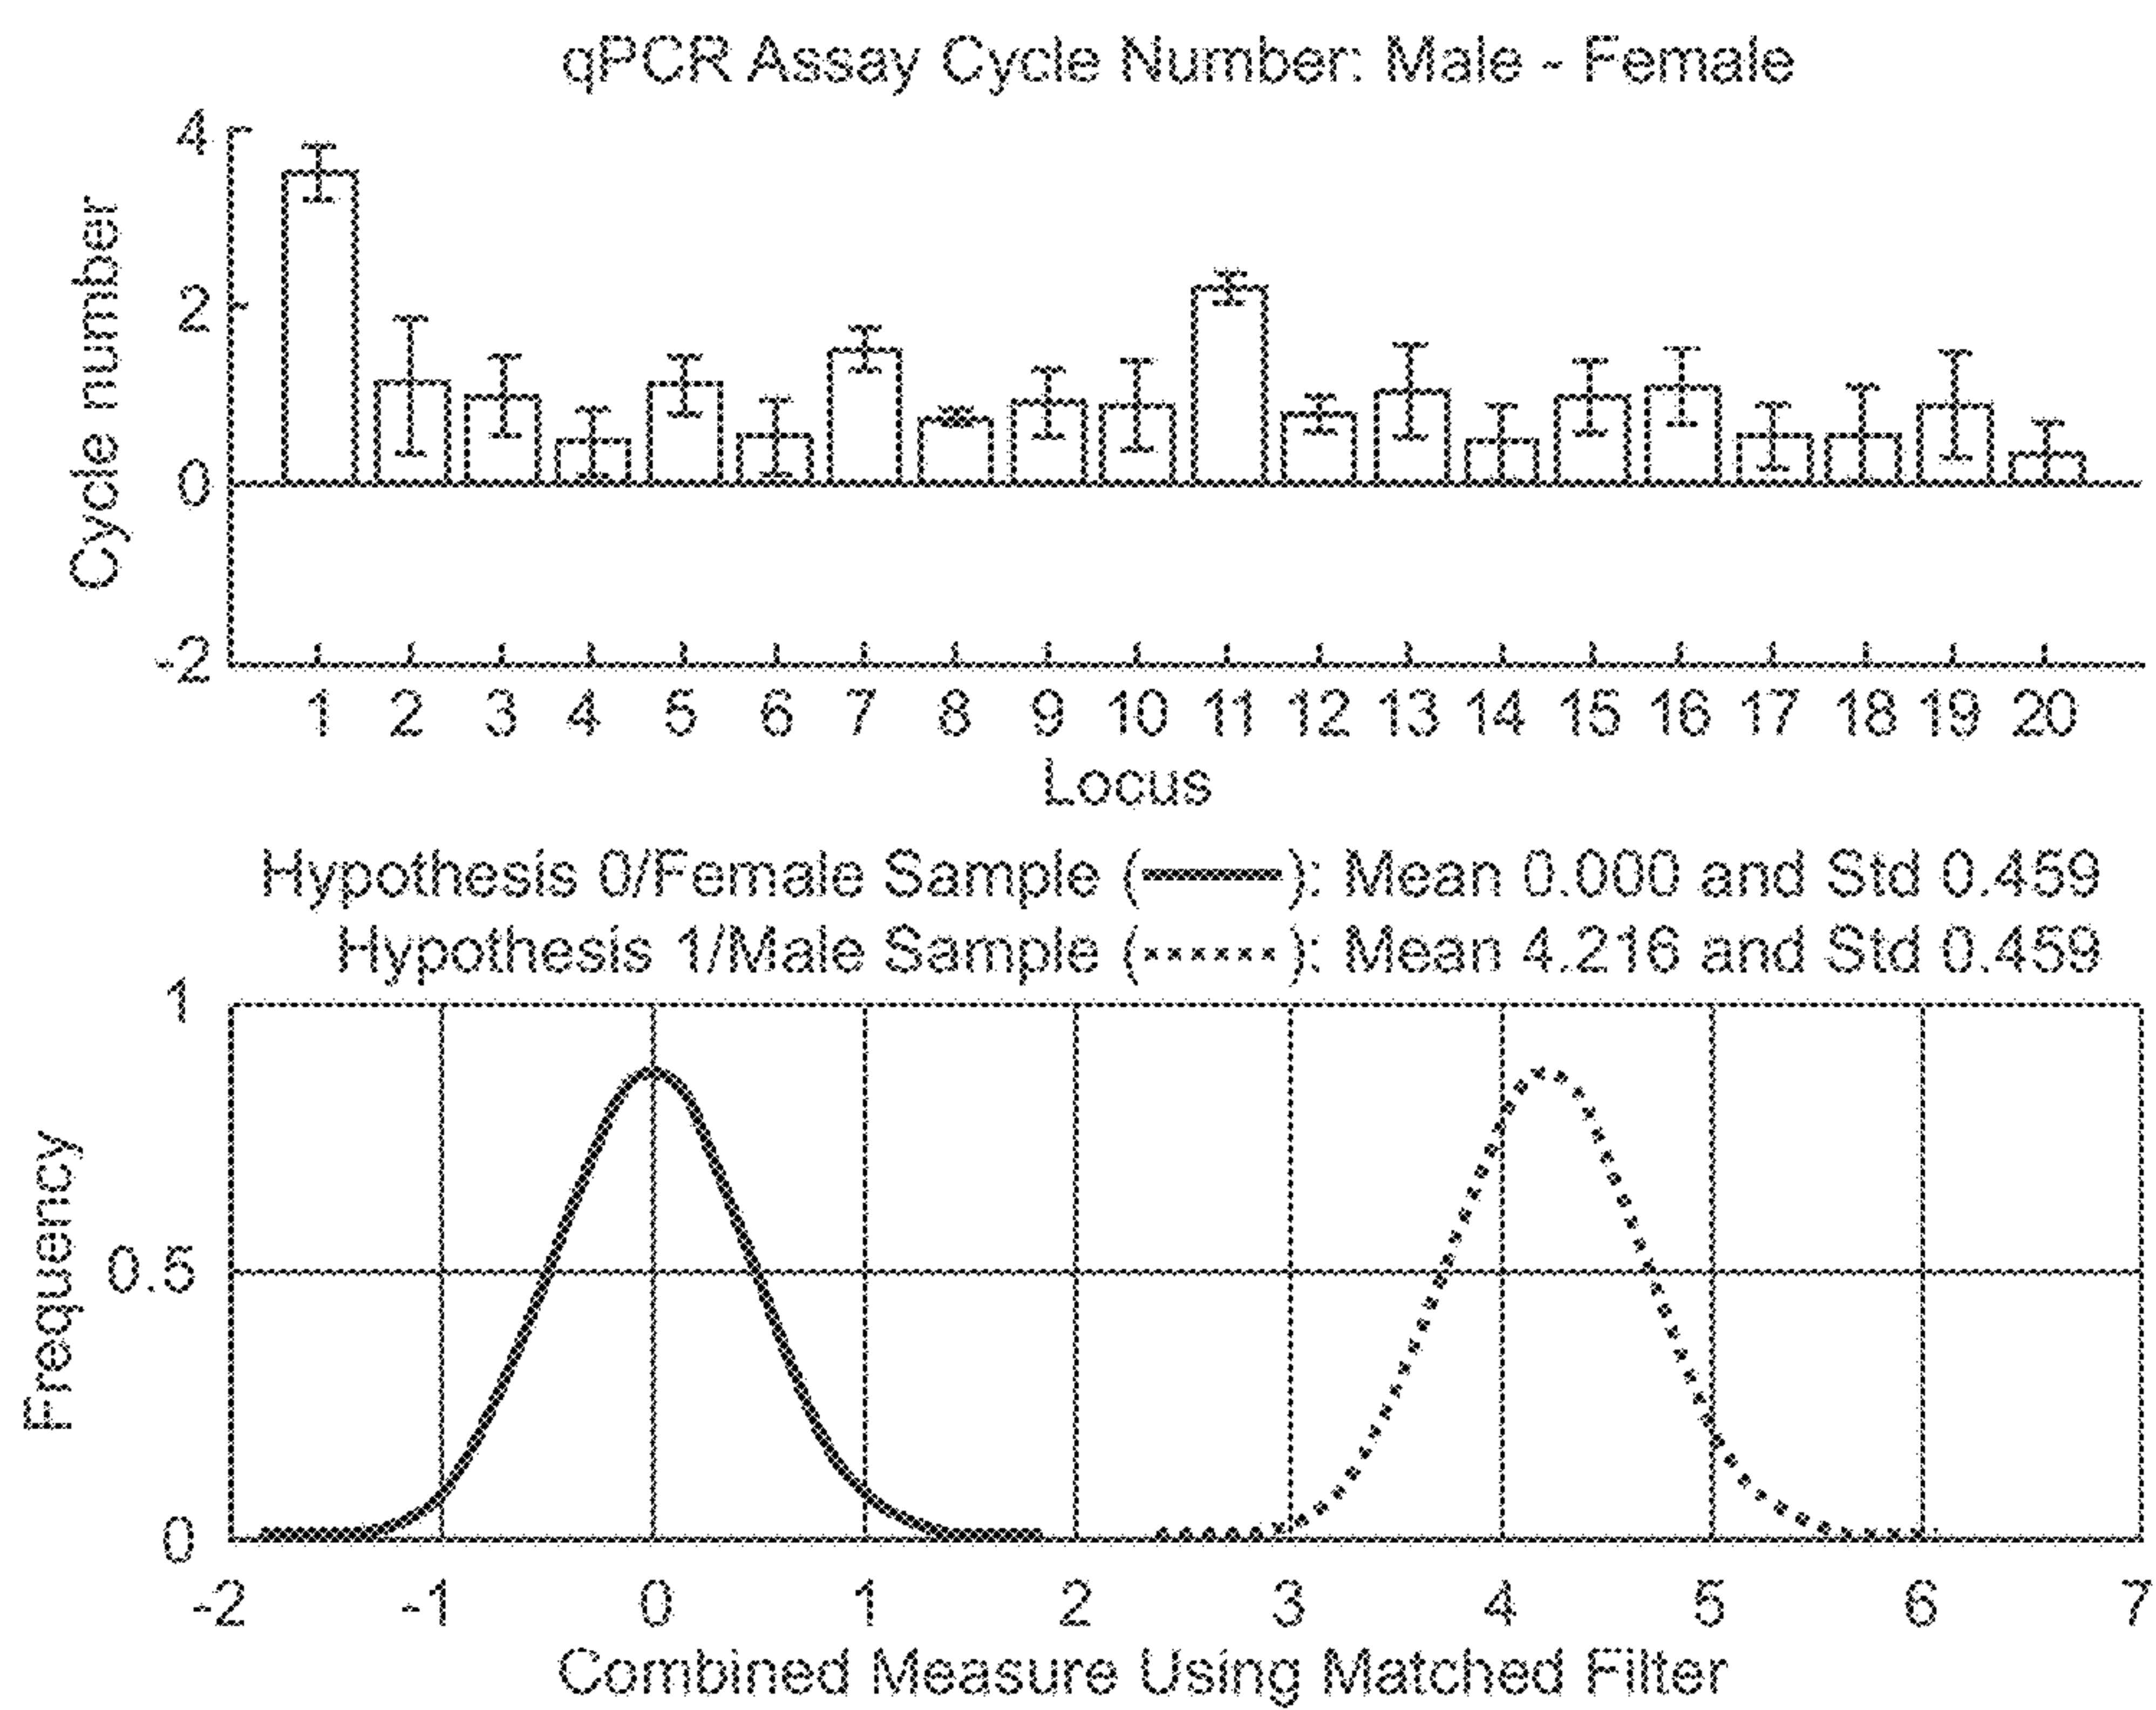 qPCR Assay Cycle Number: Male - Female
Cycle number
4
2
0
-2
1 2 3 4 5 6 7 8 9 10 11 12 13 14 15 16 17 18 19 20
Locus
Hypothesis 0/Female Sample (—): Mean 0.000 and Std 0.459
Hypothesis 1/Male Sample (······): Mean 4.216 and Std 0.459
Frequency
1
0.5
0
-2 -1 0 1 2 3 4 5 6 7
Combined Measure Using Matched Filter